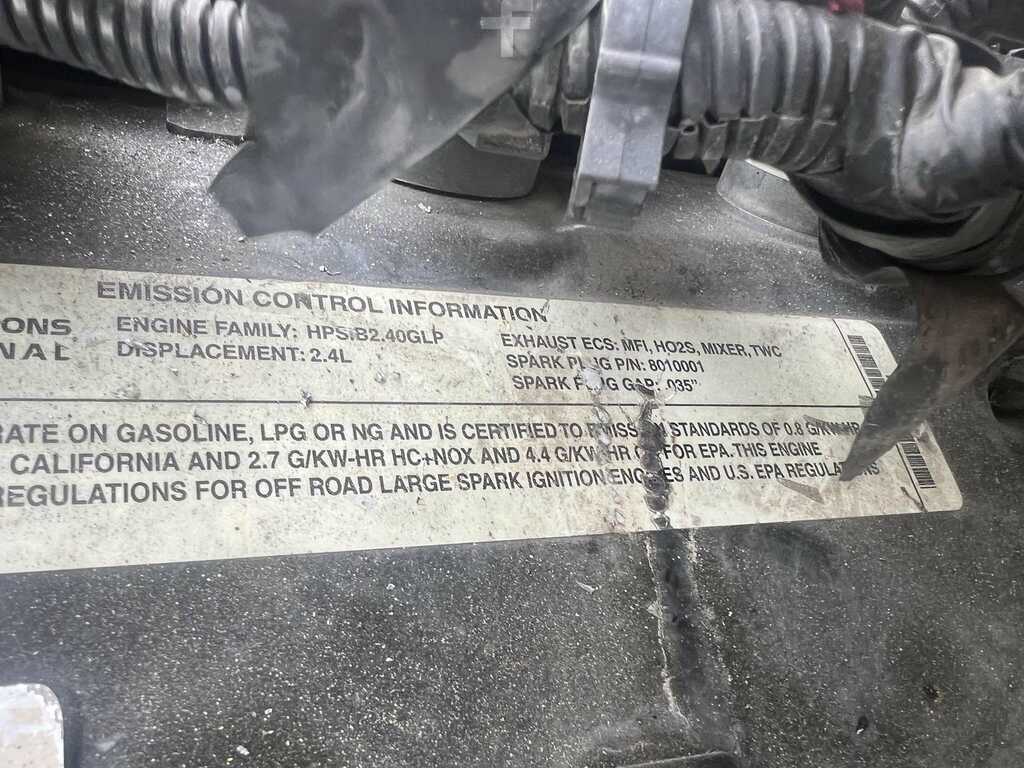 EMISSION CONTROL INFORMATION
ONS
NAL
ENGINE FAMILY: HPSIB2.40GLP
DISPLACEMENT: 2.4L
EXHAUST ECS: MFI, HO2S, MIXER, TWC
SPARK PLUG P/N: 8010001
SPARK PLUG GAP: .035"
RATE ON GASOLINE, LPG OR NG AND IS CERTIFIED TO EMISSION STANDARDS OF 0.8 G/KW-HR
CALIFORNIA AND 2.7 G/KW-HR HC+NOX AND 4.4 G/KW-HR CO FOR EPA. THIS ENGINE
REGULATIONS FOR OFF ROAD LARGE SPARK IGNITION ENGINES AND U.S. EPA REGULATIONS